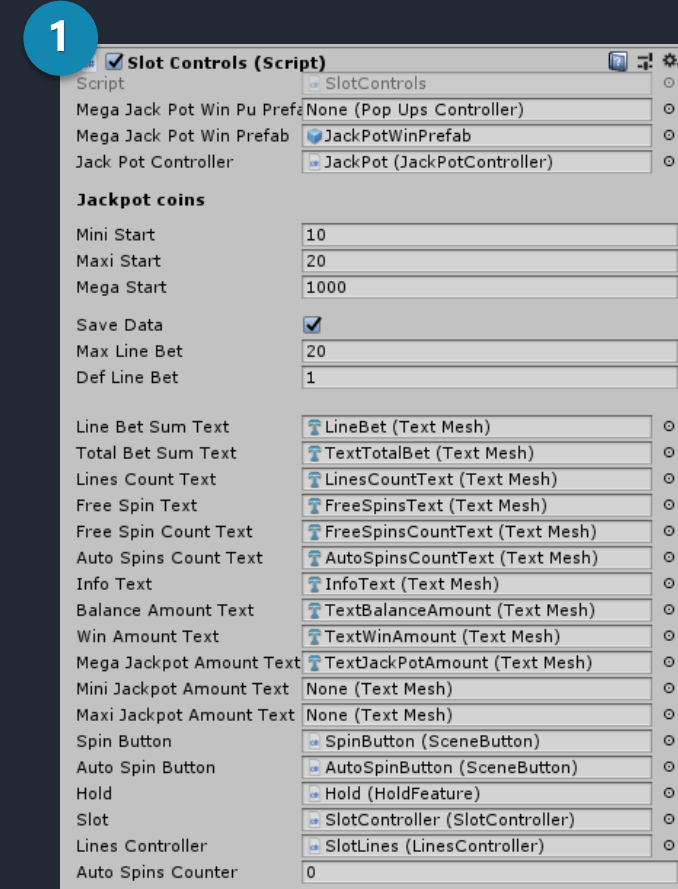 1
Slot Controls (Script)
Script SlotControls
Mega Jack Pot Win Pu Prefa None (Pop Ups Controller)
Mega Jack Pot Win Prefab JackPotWinPrefab
Jack Pot Controller JackPot (JackPotController)
Jackpot coins
Mini Start 10
Maxi Start 20
Mega Start 1000
Save Data
Max Line Bet 20
Def Line Bet 1
Line Bet Sum Text LineBet (Text Mesh)
Total Bet Sum Text TextTotalBet (Text Mesh)
Lines Count Text LinesCountText (Text Mesh)
Free Spin Text FreeSpinsText (Text Mesh)
Free Spin Count Text FreeSpinsCountText (Text Mesh)
Auto Spins Count Text AutoSpinsCountText (Text Mesh)
Info Text InfoText (Text Mesh)
Balance Amount Text TextBalanceAmount (Text Mesh)
Win Amount Text TextWinAmount (Text Mesh)
Mega Jackpot Amount Text TextJackPotAmount (Text Mesh)
Mini Jackpot Amount Text None (Text Mesh)
Maxi Jackpot Amount Text None (Text Mesh)
Spin Button SpinButton (SceneButton)
Auto Spin Button AutoSpinButton (SceneButton)
Hold Hold (HoldFeature)
Slot SlotController (SlotController)
Lines Controller SlotLines (LinesController)
Auto Spins Counter 0